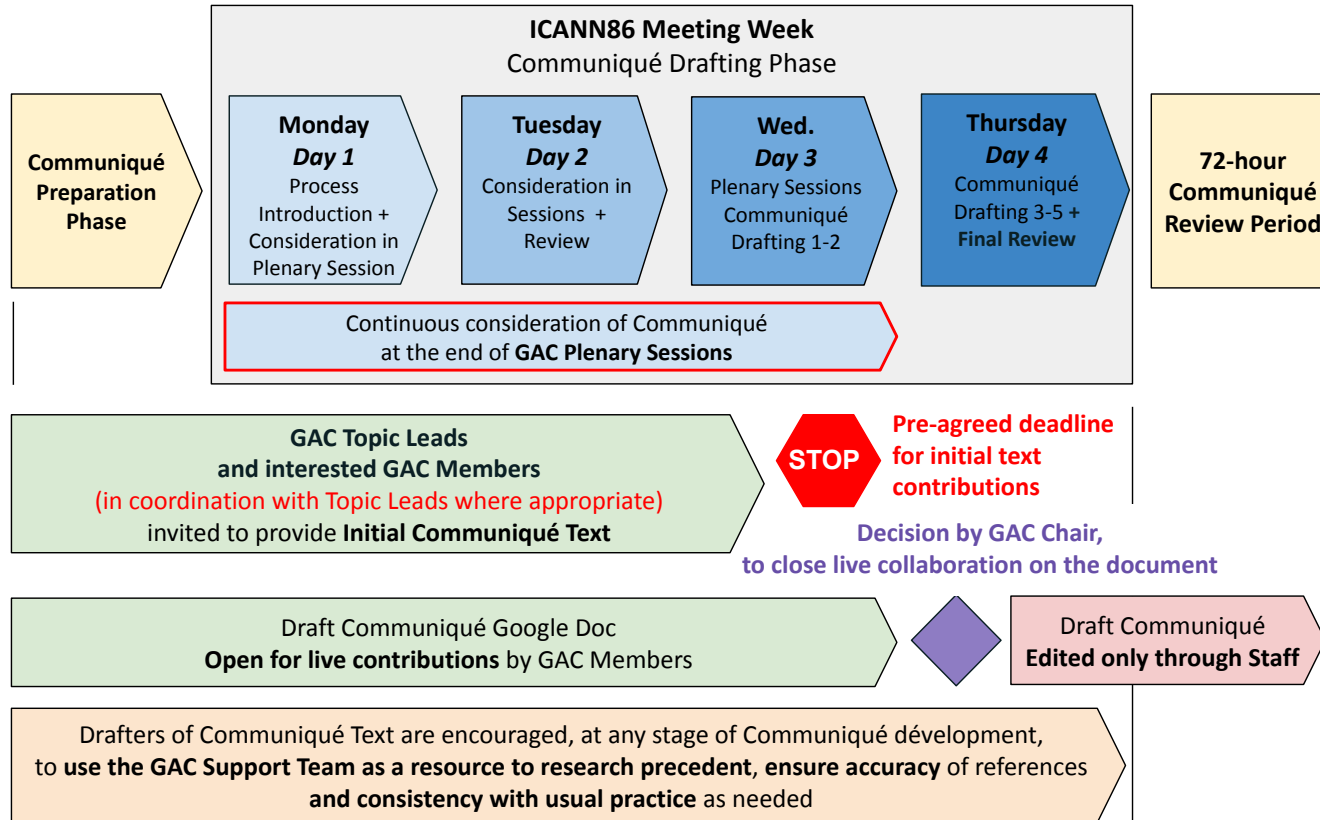 ICANN86 Meeting Week
Communiqué Drafting Phase
Communiqué
Preparation
Phase
Monday
Day 1
Process
Introduction +
Consideration in
Plenary Session
Tuesday
Day 2
Consideration in
Sessions +
Review
Wed.
Day 3
Plenary Sessions
Communiqué
Drafting 1-2
Thursday
Day 4
Communiqué
Drafting 3-5 +
Final Review
72-hour
Communiqué
Review Period
Continuous consideration of Communiqué
at the end of GAC Plenary Sessions
GAC Topic Leads
and interested GAC Members
(in coordination with Topic Leads where appropriate)
invited to provide Initial Communiqué Text
STOP
Pre-agreed deadline
for initial text
contributions
Decision by GAC Chair,
to close live collaboration on the document
Draft Communiqué Google Doc
Open for live contributions by GAC Members
Draft Communiqué
Edited only through Staff
Drafters of Communiqué Text are encouraged, at any stage of Communiqué dévelopment,
to use the GAC Support Team as a resource to research precedent, ensure accuracy of references
and consistency with usual practice as needed